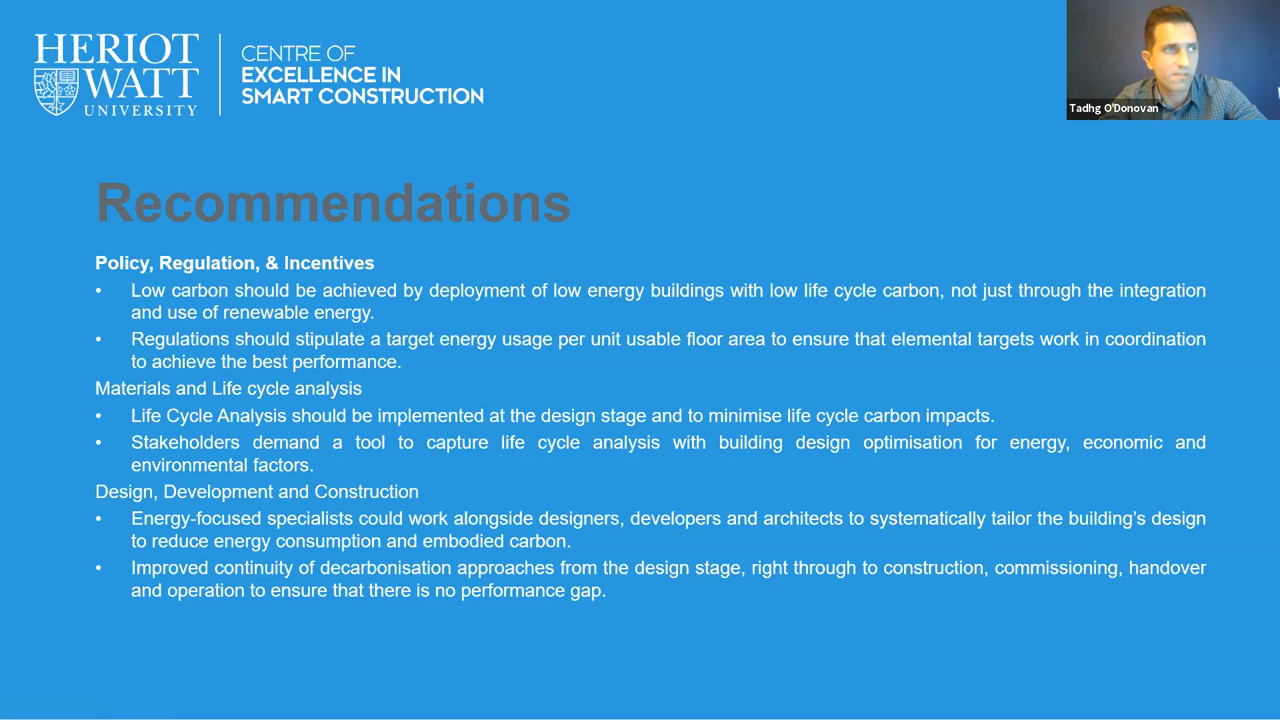 HERIOT
WATT
UNIVERSITY
CENTRE OF
EXCELLENCE IN
SMART CONSTRUCTION
Tadhg O'Donovan
Recommendations
Policy, Regulation, & Incentives
• Low carbon should be achieved by deployment of low energy buildings with low life cycle carbon, not just through the integration
and use of renewable energy.
• Regulations should stipulate a target energy usage per unit usable floor area to ensure that elemental targets work in coordination
to achieve the best performance.
Materials and Life cycle analysis
• Life Cycle Analysis should be implemented at the design stage and to minimise life cycle carbon impacts.
• Stakeholders demand a tool to capture life cycle analysis with building design optimisation for energy, economic and
environmental factors.
Design, Development and Construction
• Energy-focused specialists could work alongside designers, developers and architects to systematically tailor the building's design
to reduce energy consumption and embodied carbon.
• Improved continuity of decarbonisation approaches from the design stage, right through to construction, commissioning, handover
and operation to ensure that there is no performance gap.